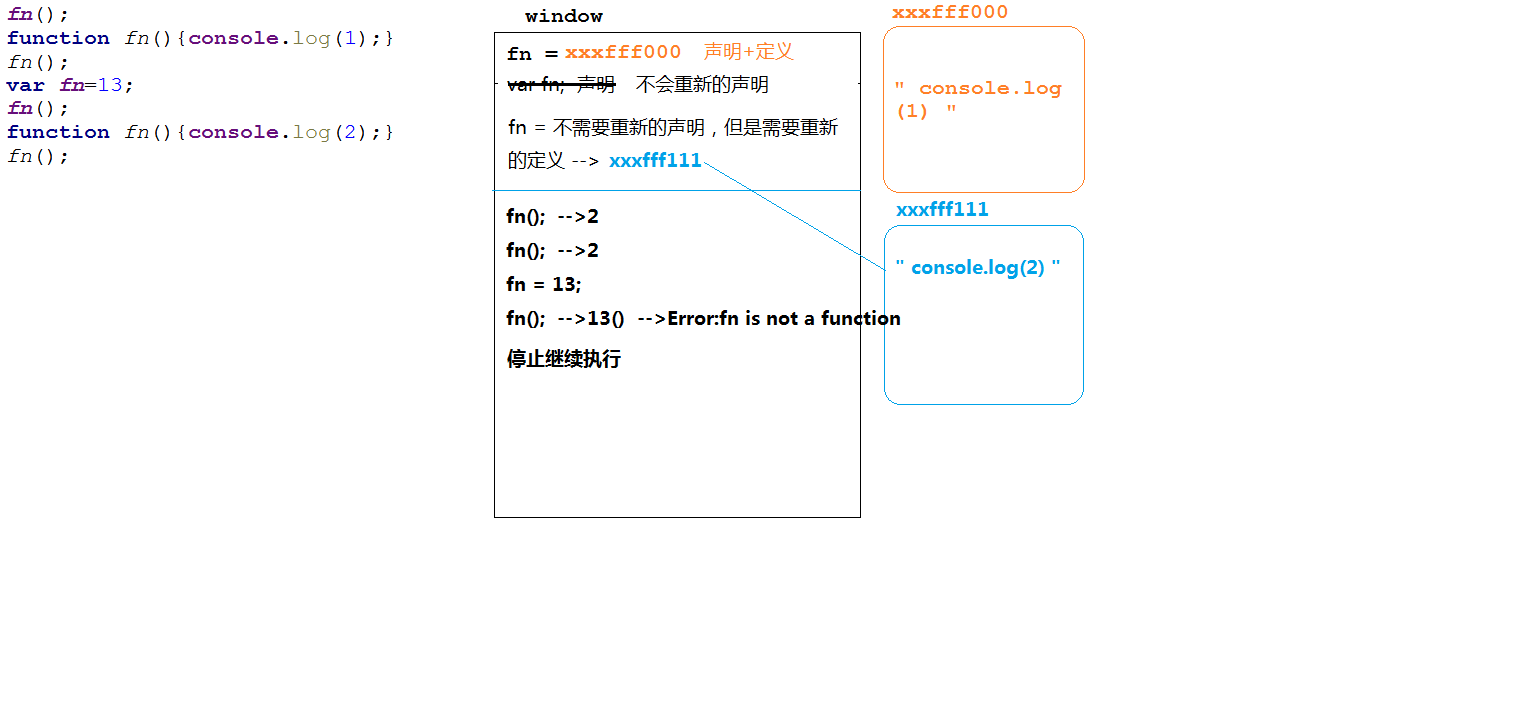 fn();
function fn(){console.log(1);}
fn();
var fn=13;
fn();
function fn(){console.log(2);}
fn();
window
fn = xxxfff000 声明+定义
var fn; 声明 不会重新的声明
fn = 不需要重新的声明，但是需要重新
的定义 --> xxxfff111
fn(); -->2
fn(); -->2
fn = 13;
fn(); -->13() -->Error:fn is not a function
停止继续执行
xxxfff000
" console.log
(1) "
xxxfff111
" console.log(2) "